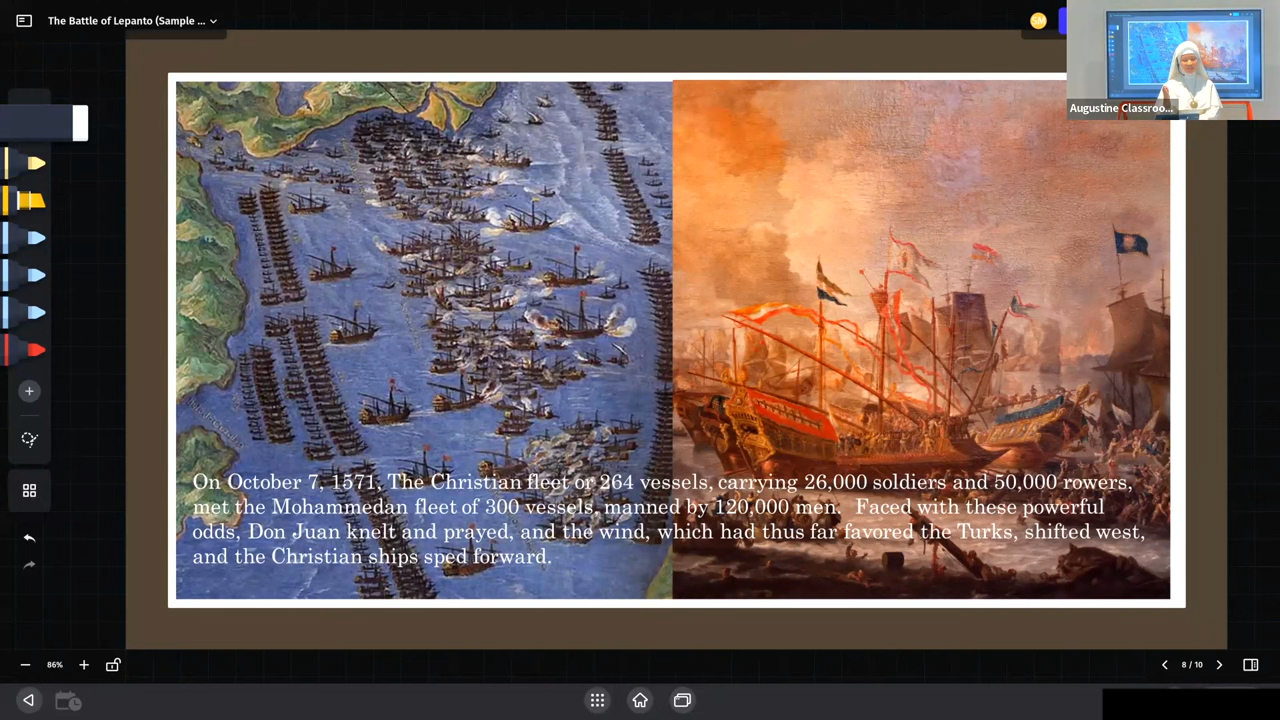 The Battle of Lepanto (Sample ...
SM
Augustine Classroo...
On October 7, 1571, The Christian fleet or 264 vessels, carrying 26,000 soldiers and 50,000 rowers,
met the Mohammedan fleet of 300 vessels, manned by 120,000 men. Faced with these powerful
odds, Don Juan knelt and prayed, and the wind, which had thus far favored the Turks, shifted west,
and the Christian ships sped forward.
86%
8 / 10